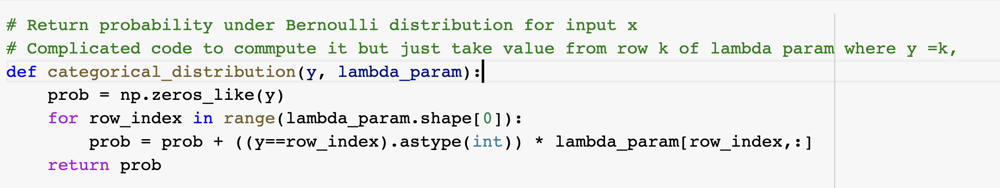 # Return probability under Bernoulli distribution for input x
# Complicated code to commpute it but just take value from row k of lambda param where y =k,
def categorical_distribution(y, lambda_param):
    prob = np.zeros_like(y)
    for row_index in range(lambda_param.shape[0]):
        prob = prob + ((y==row_index).astype(int)) * lambda_param[row_index,:]
    return prob